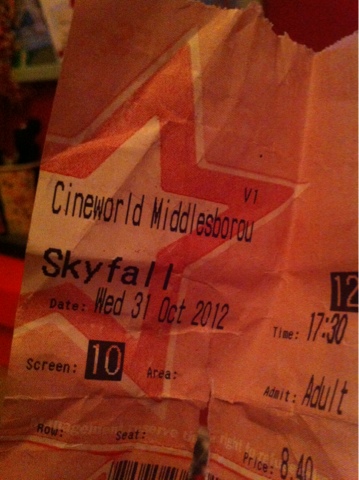 V1
Cineworld Middlesborou
Skyfall
12
Date: Wed 31 Oct 2012
Time: 17:30
Screen: 10 Area:
Admit: Adult
Row: Seat:
Price: 8.40